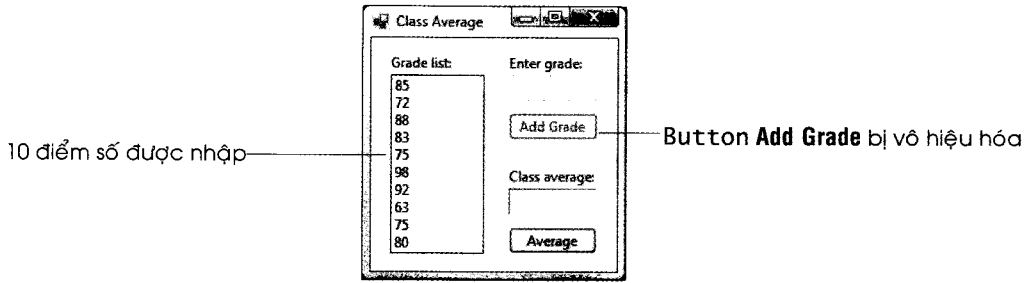 Class Average
Grade list:
Enter grade:
85
72
88
83
75
98
92
63
75
80
Add Grade
Class average:
Average
10 điểm số được nhập
Button Add Grade bị vô hiệu hóa